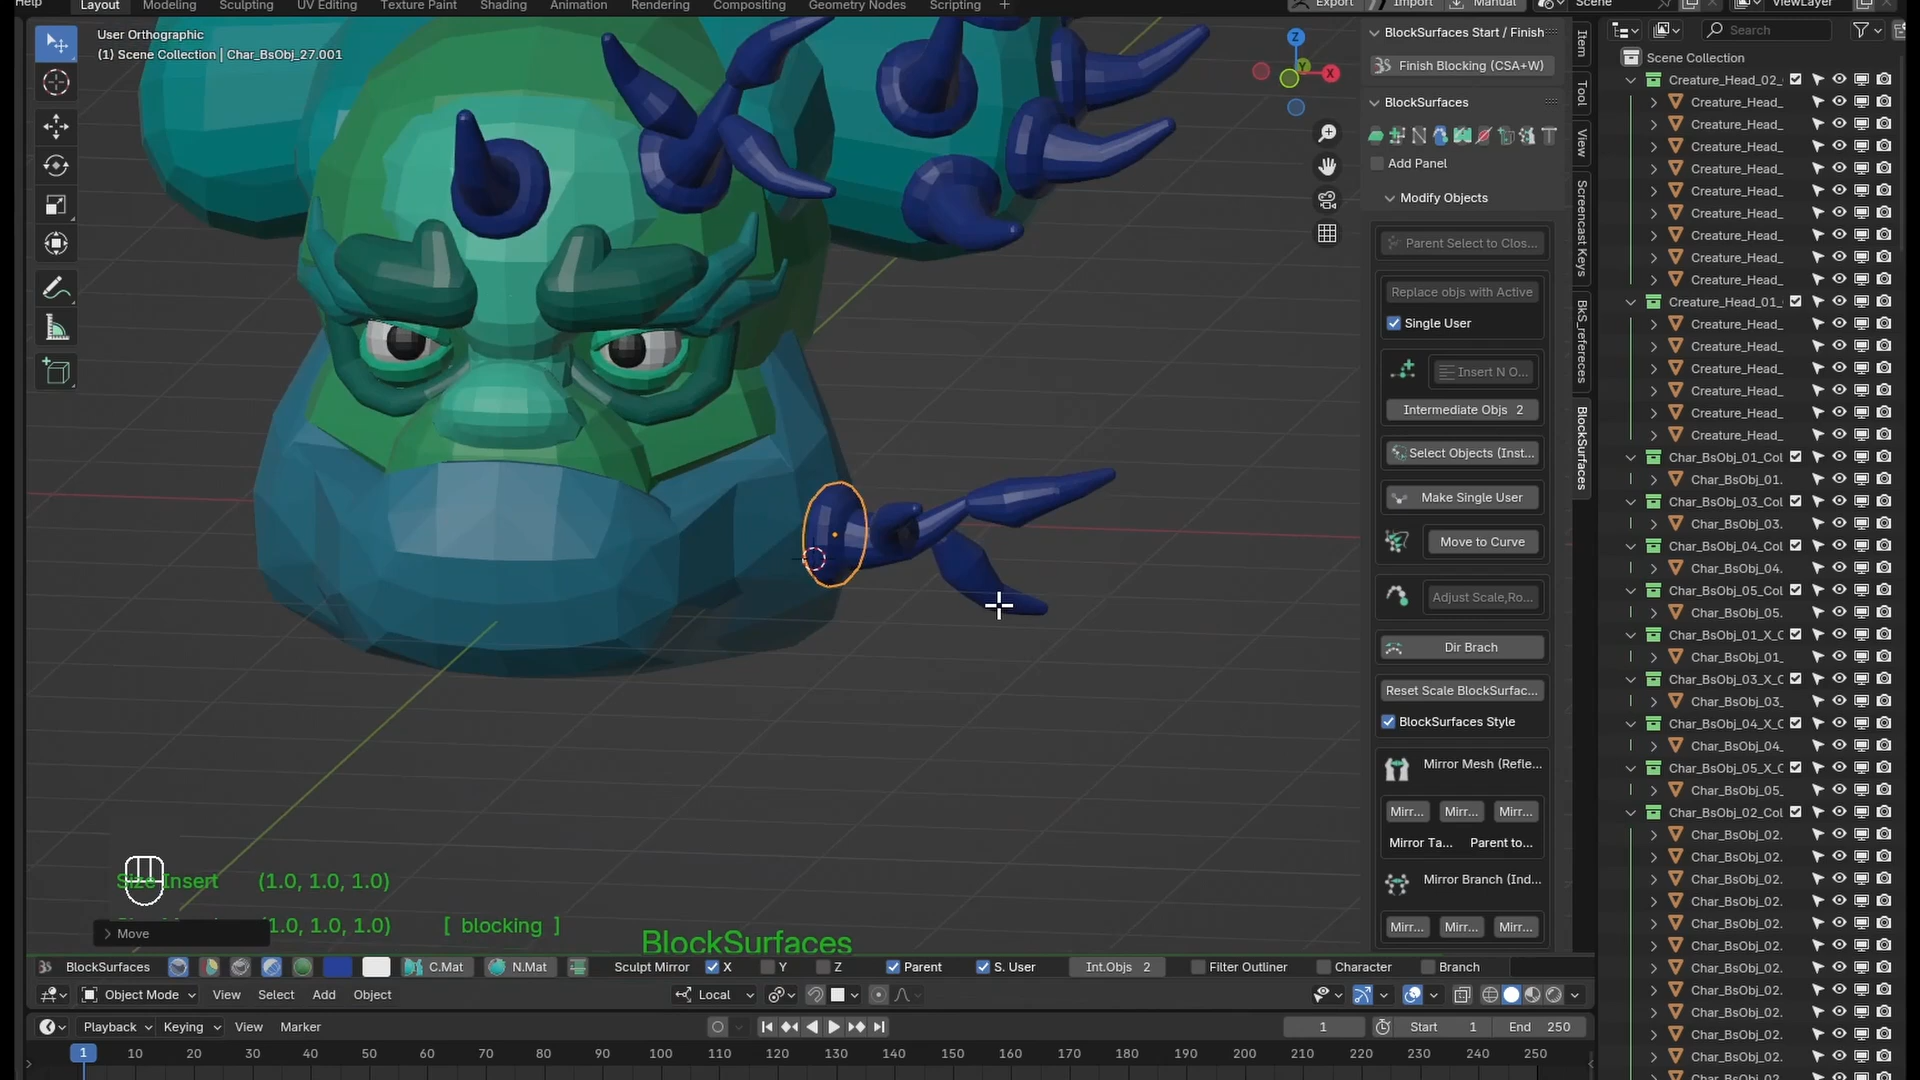 Help
Layout Modeling Sculpting UV Editing Texture Paint Shading Animation Rendering Compositing Geometry Nodes Scripting +
Export Import Manual Scene ViewLayer
User Orthographic
(1) Scene Collection | Char_BsObj_27.001
Z
Y
X
BlockSurfaces Start / Finish
Finish Blocking (CSA+W)
BlockSurfaces
Add Panel
Modify Objects
Parent Select to Clos...
Replace objs with Active
Single User
Insert N O...
Intermediate Objs 2
Select Objects (Inst...
Make Single User
Move to Curve
Adjust Scale,Ro...
Dir Brach
Reset Scale BlockSurfac...
BlockSurfaces Style
Mirror Mesh (Refle...
Mirr... Mirr... Mirr...
Mirror Ta... Parent to...
Mirror Branch (Ind...
Mirr... Mirr... Mirr...
Item
Tool
View
Screencast Keys
BkS_refereces
BlockSurfaces
Search
Scene Collection
Creature_Head_02_
Creature_Head_
Creature_Head_
Creature_Head_
Creature_Head_
Creature_Head_
Creature_Head_
Creature_Head_
Creature_Head_
Creature_Head_
Creature_Head_01_
Creature_Head_
Creature_Head_
Creature_Head_
Creature_Head_
Creature_Head_
Creature_Head_
Char_BsObj_01_Col
Char_BsObj_01.
Char_BsObj_03_Col
Char_BsObj_03.
Char_BsObj_04_Col
Char_BsObj_04.
Char_BsObj_05_Col
Char_BsObj_05.
Char_BsObj_01_X_C
Char_BsObj_01_
Char_BsObj_03_X_C
Char_BsObj_03_
Char_BsObj_04_X_C
Char_BsObj_04_
Char_BsObj_05_X_C
Char_BsObj_05_
Char_BsObj_02_Col
Char_BsObj_02.
Char_BsObj_02.
Char_BsObj_02.
Char_BsObj_02.
Char_BsObj_02.
Char_BsObj_02.
Char_BsObj_02.
Char_BsObj_02.
Char_BsObj_02.
Char_BsObj_02.
Char_BsObj_02.
Size Insert (1.0, 1.0, 1.0)
(1.0, 1.0, 1.0) [ blocking ]
Move
BlockSurfaces
BlockSurfaces C.Mat N.Mat Sculpt Mirror X Y Z Parent S. User Int.Objs 2 Filter Outliner Character Branch
Object Mode View Select Add Object Local
Playback Keying View Marker 1 Start 1 End 250
1 10 20 30 40 50 60 70 80 90 100 110 120 130 140 150 160 170 180 190 200 210 220 230 240 250